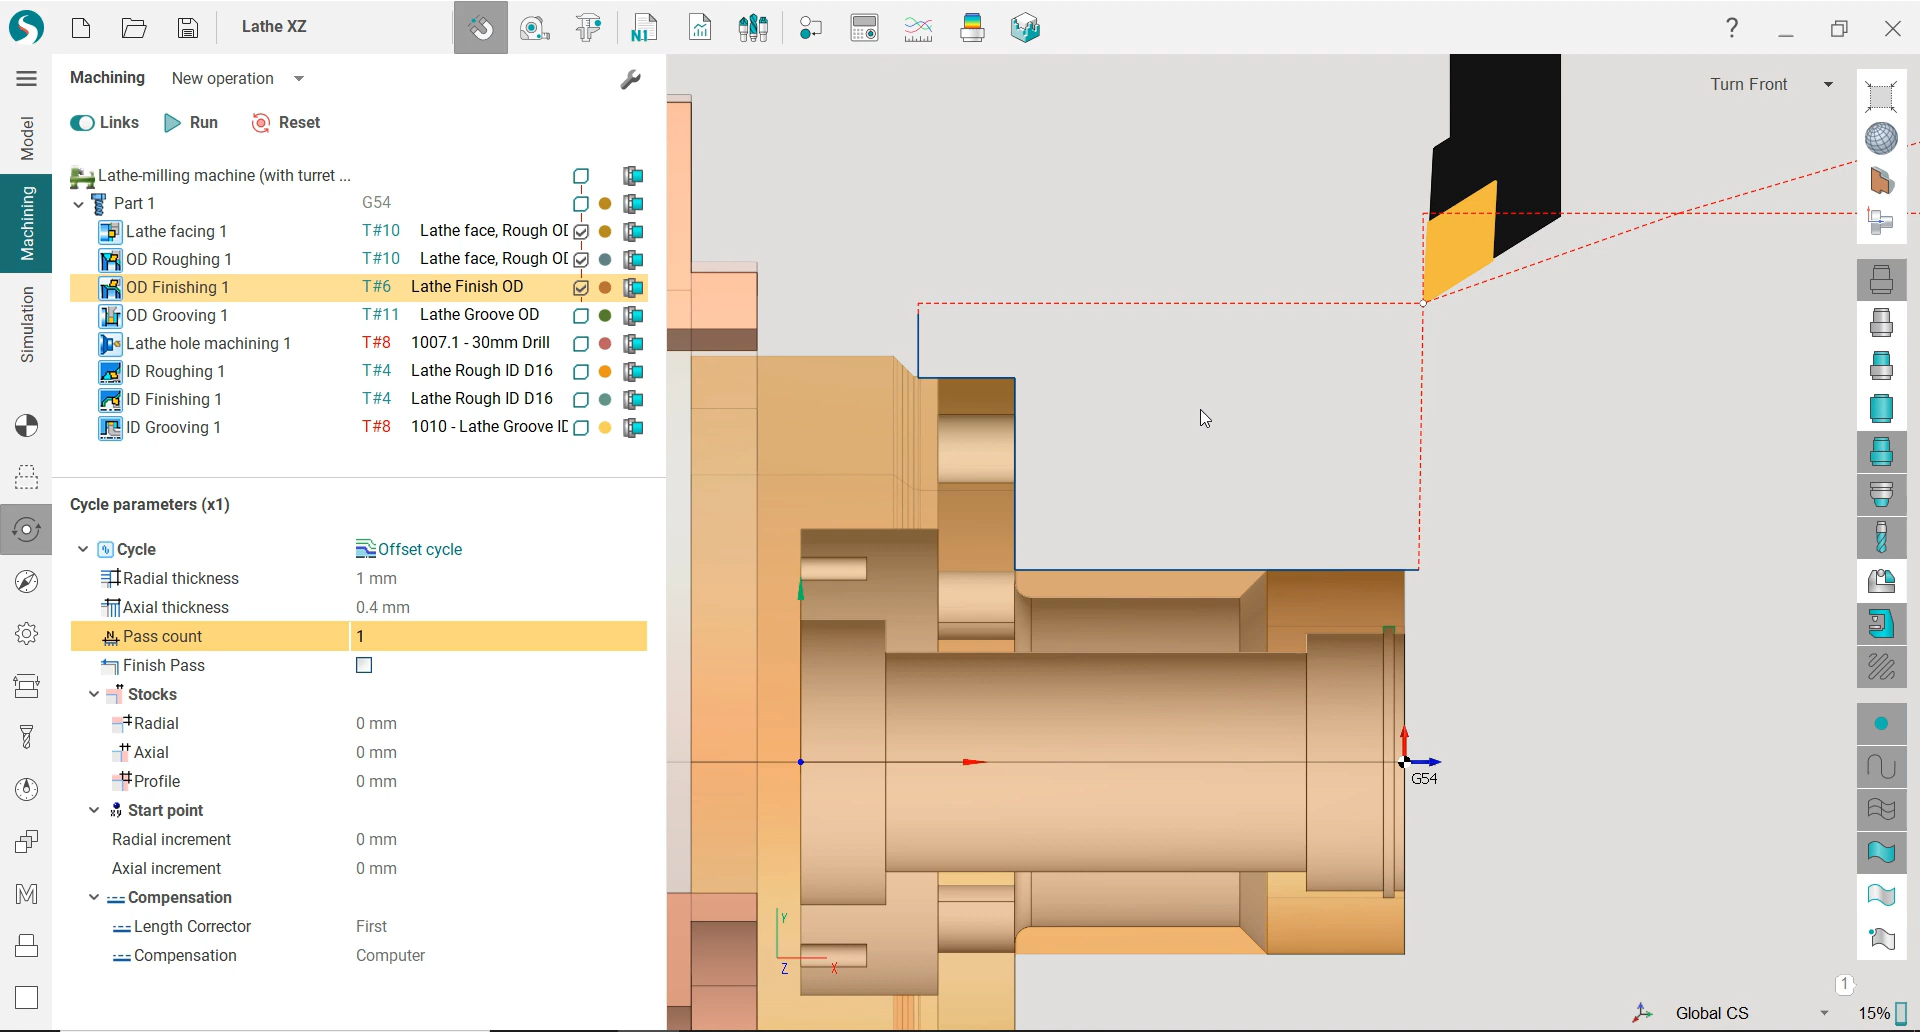 Lathe XZ
N1
?
Machining New operation
Turn Front
Links Run Reset
Model
Machining
Simulation
Lathe-milling machine (with turret ...
Part 1 G54
Lathe facing 1 T#10 Lathe face, Rough OD
OD Roughing 1 T#10 Lathe face, Rough OD
OD Finishing 1 T#6 Lathe Finish OD
OD Grooving 1 T#11 Lathe Groove OD
Lathe hole machining 1 T#8 1007.1 - 30mm Drill
ID Roughing 1 T#4 Lathe Rough ID D16
ID Finishing 1 T#4 Lathe Rough ID D16
ID Grooving 1 T#8 1010 - Lathe Groove ID
Cycle parameters (x1)
Cycle Offset cycle
Radial thickness 1 mm
Axial thickness 0.4 mm
Pass count 1
Finish Pass
Stocks
Radial 0 mm
Axial 0 mm
Profile 0 mm
Start point
Radial increment 0 mm
Axial increment 0 mm
Compensation
Length Corrector First
Compensation Computer
G54
Y
Z X
1
Global CS 15%